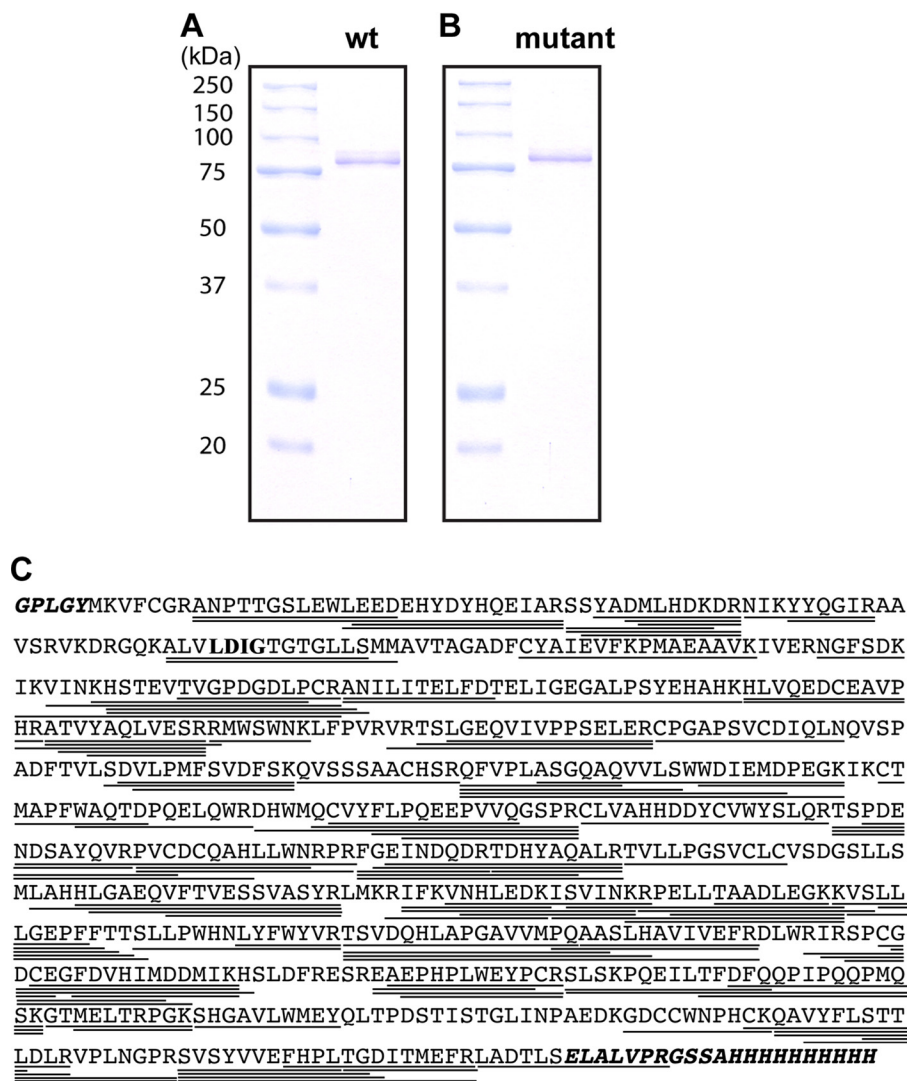 A
wt
B
mutant
(kDa)
250
150
100
75
50
37
25
20
C
GPLGYMKVFCGRANPTTGSLEWLEEDEHYDYHQEIARSSYADMLHDKDRNIKYYQGIRAA
VSRVKDRGQKALVLDIGTGTGLLSMMAVTAGADFCYAIEVFKPMAEAAVKIVERNGFSDK
IKVINKHSTEVTVGPDGDLPCRANILITELFDTELIGEGALPSYEHAHKHLVQEDCEAVP
HRATVYAQLVESRRMWSWNKLFPVRVRTSLGEQVIVPPSELERCPGAPSVCDIQLNQVSP
ADFTVLSDVLPMFSVDFSKQVSSSAACHSRQFVPLASGQAQVVLSWWDIEMDPEGKIKCT
MAPFWAQTDPQELQWRDHWMQCVYFLPQEEPVVQGSPRCLVAHHDDYCVWYSLQRTSPDE
NDSAYQVRPVCDCQAHLLWNRPRFGEINDQDRTDHYAQALRTVLLPGSVCLCVSDGSLLS
MLAHHLGAEQVFTVESSVASYRLMKRIFKVNHLEDKISVINKRPELLTAADLEGKKVSLL
LGEPFFTTSLLPWHNLYFWYVRTSVDQHLAPGAVVMPQAASLHAVIVEFRDLWRIRSPCG
DCEGFDVHIMDDMIKHSLDFRESREAEPHPLWEYPCRSLSKPQEILTFDFQQPIPQQPMQ
SKGTMELTRPGKSHGAVLWMEYQLTPDSTISTGLINPAEDKGDCCWNPHCKQAVYFLSTT
LDLRVPLNGPRSVSYVVEFHPLTGDITMEFRLADTLSELALVPRGSSAHHHHHHHHHH